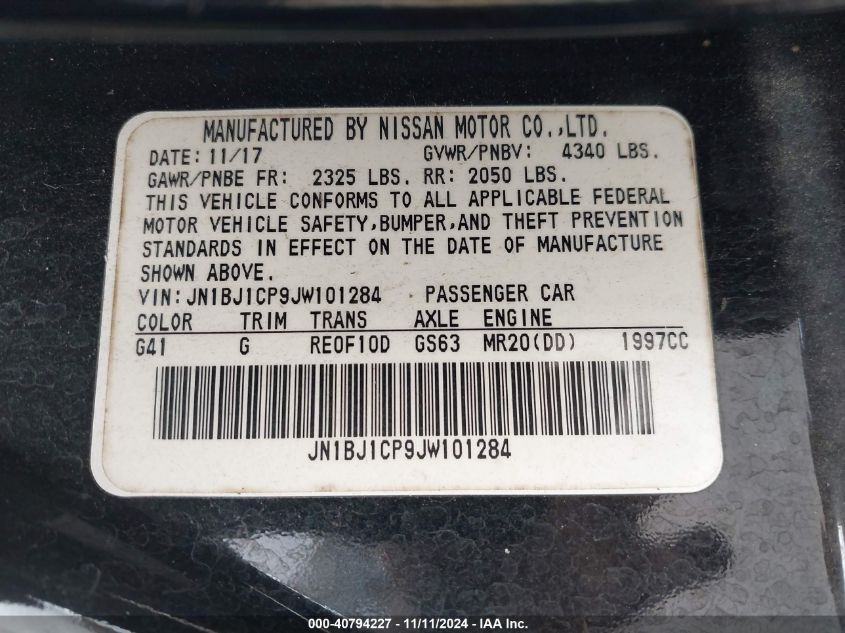 MANUFACTURED BY NISSAN MOTOR CO.,LTD.
DATE: 11/17 GVWR/PNBV: 4340 LBS.
GAWR/PNBE FR: 2325 LBS. RR: 2050 LBS.
THIS VEHICLE CONFORMS TO ALL APPLICABLE FEDERAL
MOTOR VEHICLE SAFETY,BUMPER,AND THEFT PREVENTION
STANDARDS IN EFFECT ON THE DATE OF MANUFACTURE
SHOWN ABOVE.
VIN: JN1BJ1CP9JW101284 PASSENGER CAR
COLOR TRIM TRANS AXLE ENGINE
G41 G RE0F10D GS63 MR20(DD) 1997CC
JN1BJ1CP9JW101284
000-40794227 - 11/11/2024 - IAA Inc.